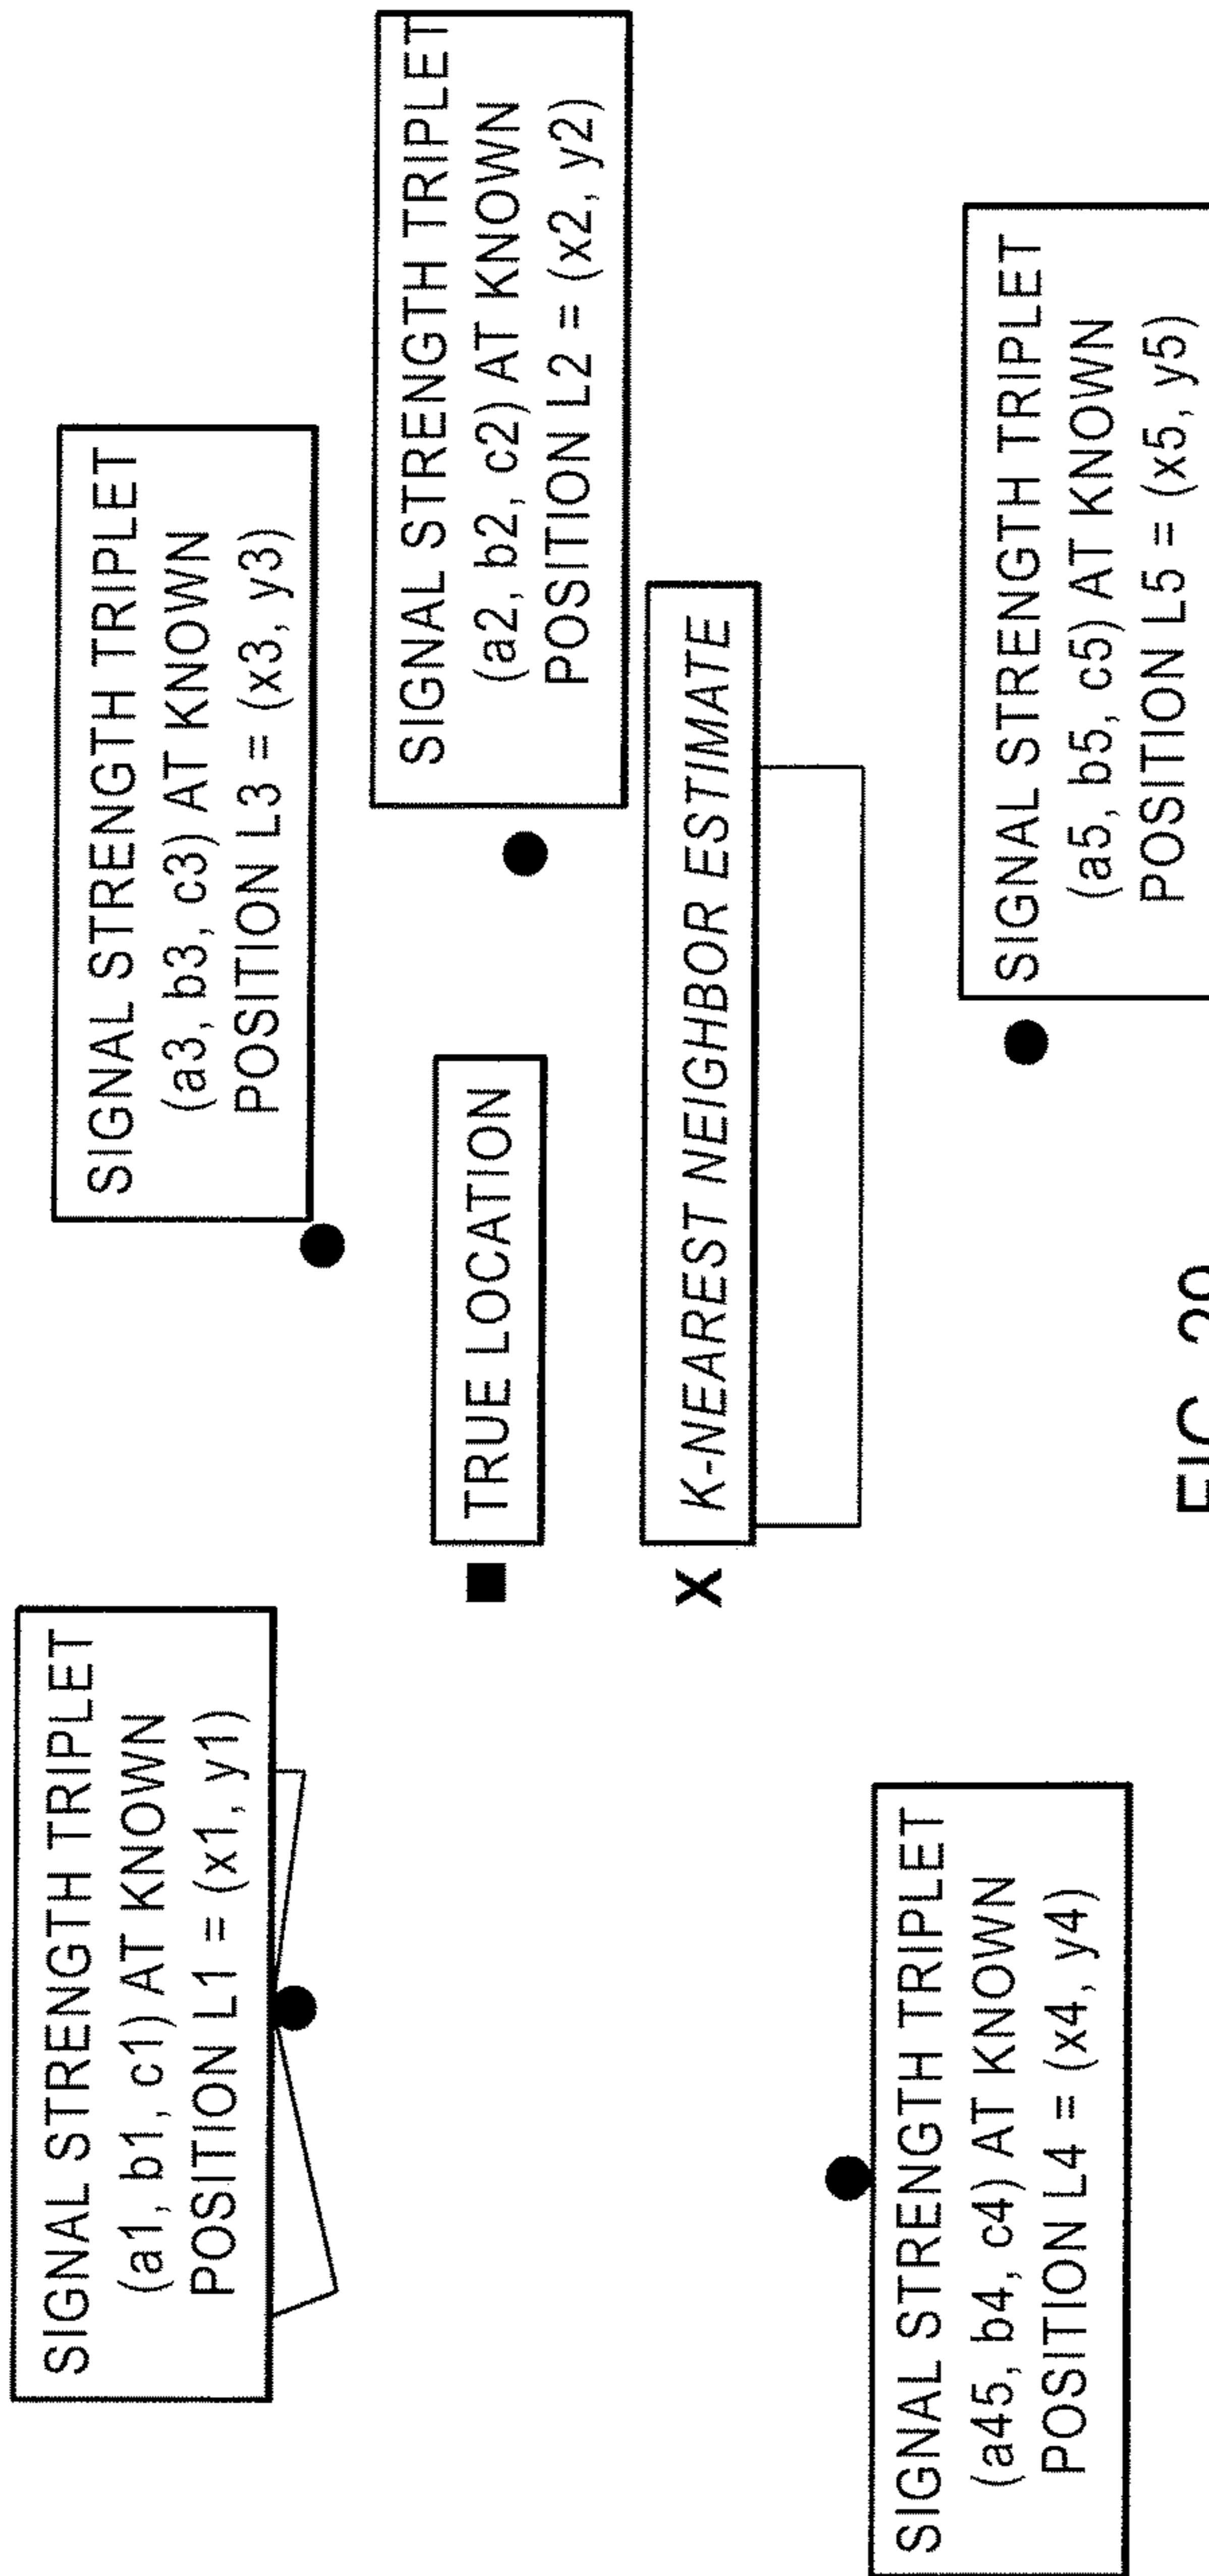 SIGNAL STRENGTH TRIPLET
(a1, b1, c1) AT KNOWN
POSITION L1 = (x1, y1)
SIGNAL STRENGTH TRIPLET
(a3, b3, c3) AT KNOWN
POSITION L3 = (x3, y3)
SIGNAL STRENGTH TRIPLET
(a2, b2, c2) AT KNOWN
POSITION L2 = (x2, y2)
TRUE LOCATION
X
K-NEAREST NEIGHBOR ESTIMATE
SIGNAL STRENGTH TRIPLET
(a45, b4, c4) AT KNOWN
POSITION L4 = (x4, y4)
SIGNAL STRENGTH TRIPLET
(a5, b5, c5) AT KNOWN
POSITION L5 = (x5, y5)
FIG.